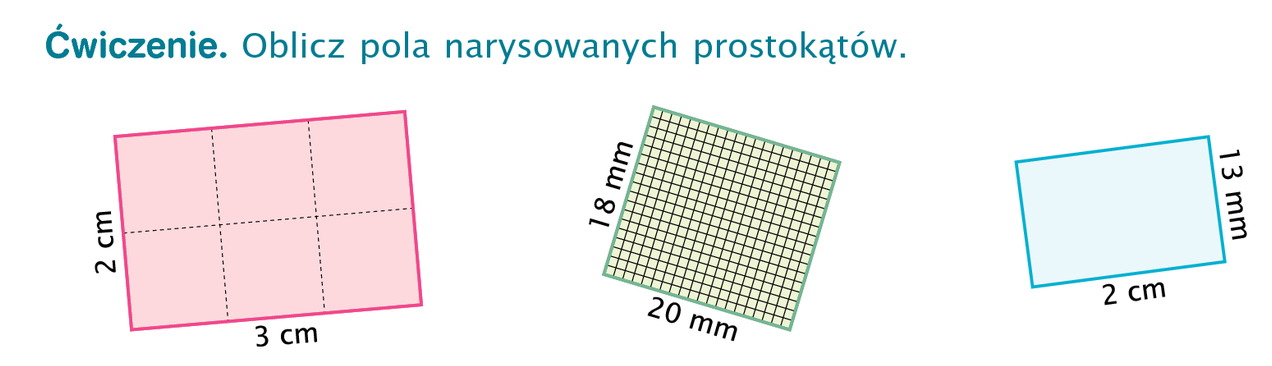 Ćwiczenie. Oblicz pola narysowanych prostokątów.
2 cm
3 cm
18 mm
20 mm
13 mm
2 cm